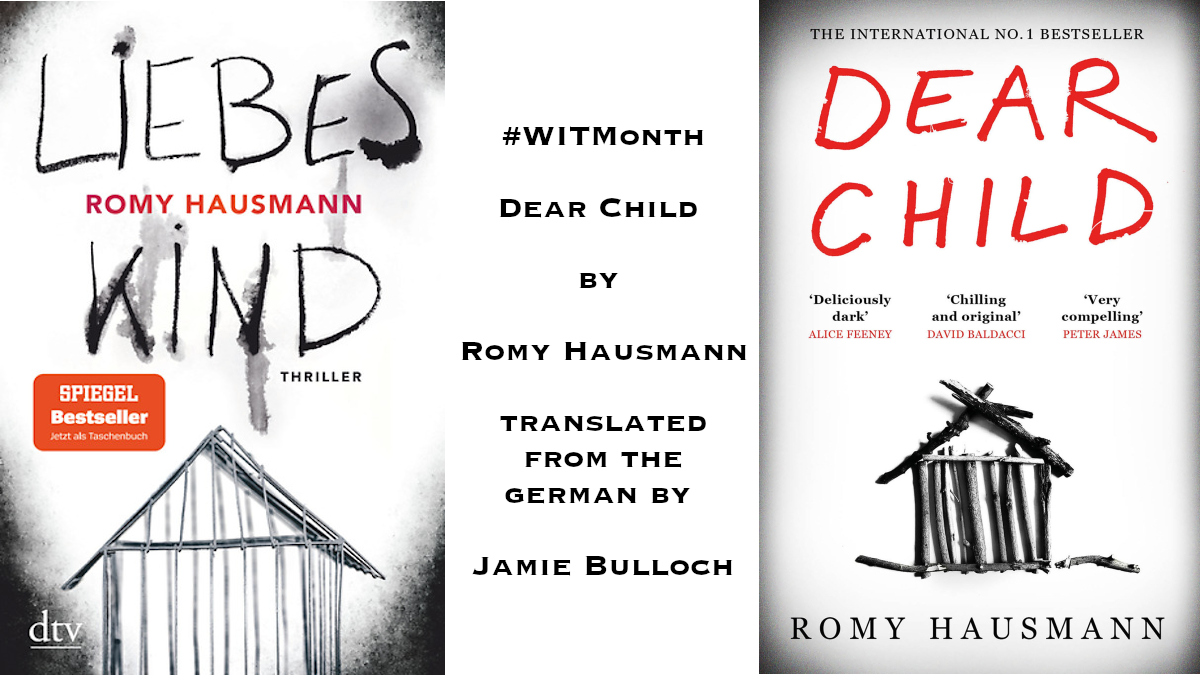 LiEBES
ROMY HAUSMANN
KiND
THRILLER
SPIEGEL
Bestseller
Jetzt als Taschenbuch
dtv
#WITMonth
Dear Child
by
Romy Hausmann
translated
from the
german by
Jamie Bulloch
THE INTERNATIONAL NO. 1 BESTSELLER
DEAR
CHILD
‘Deliciously
dark’
ALICE FEENEY
‘Chilling
and original’
DAVID BALDACCI
‘Very
compelling’
PETER JAMES
ROMY HAUSMANN